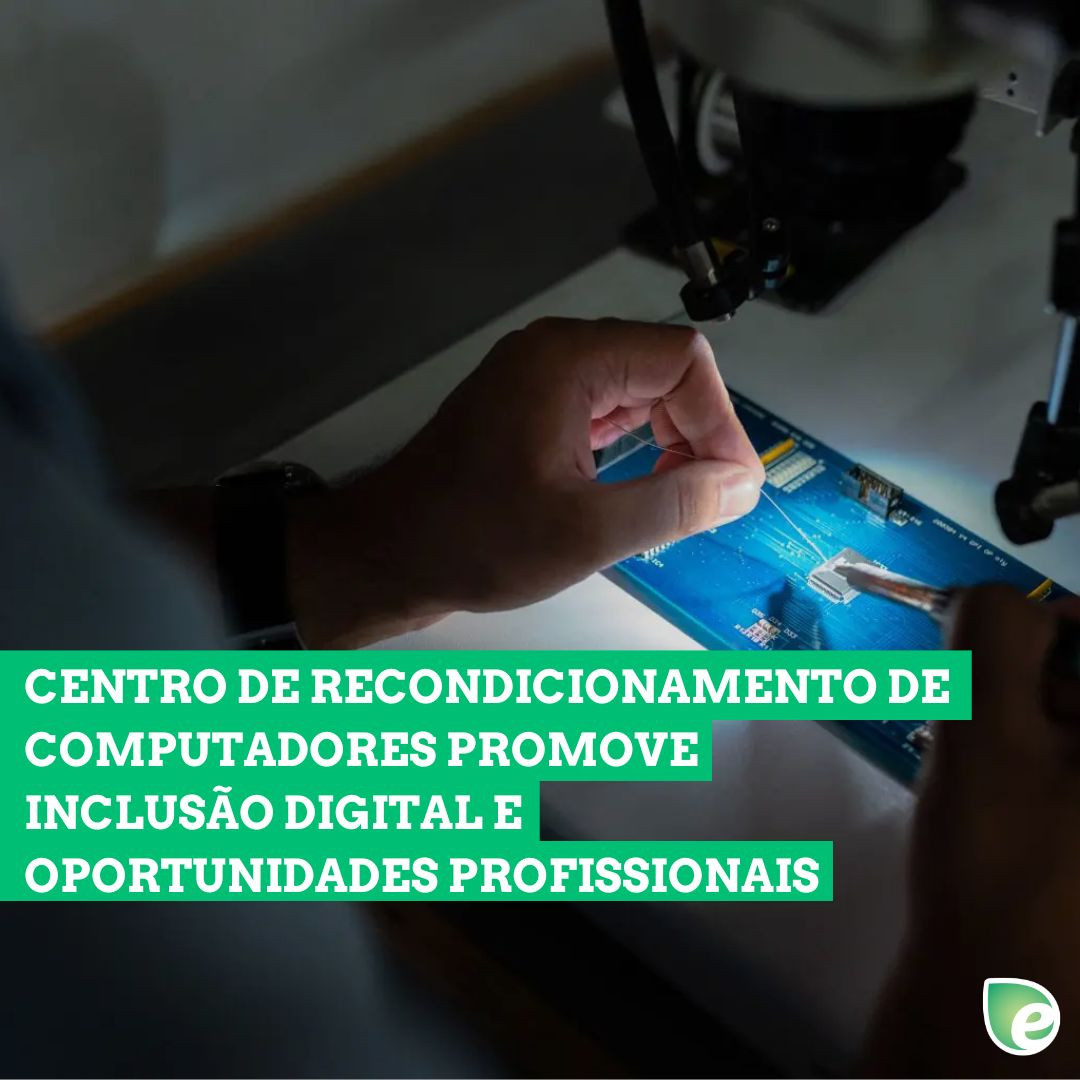 CENTRO DE RECONDICIONAMENTO DE
COMPUTADORES PROMOVE
INCLUSÃO DIGITAL E
OPORTUNIDADES PROFISSIONAIS
e